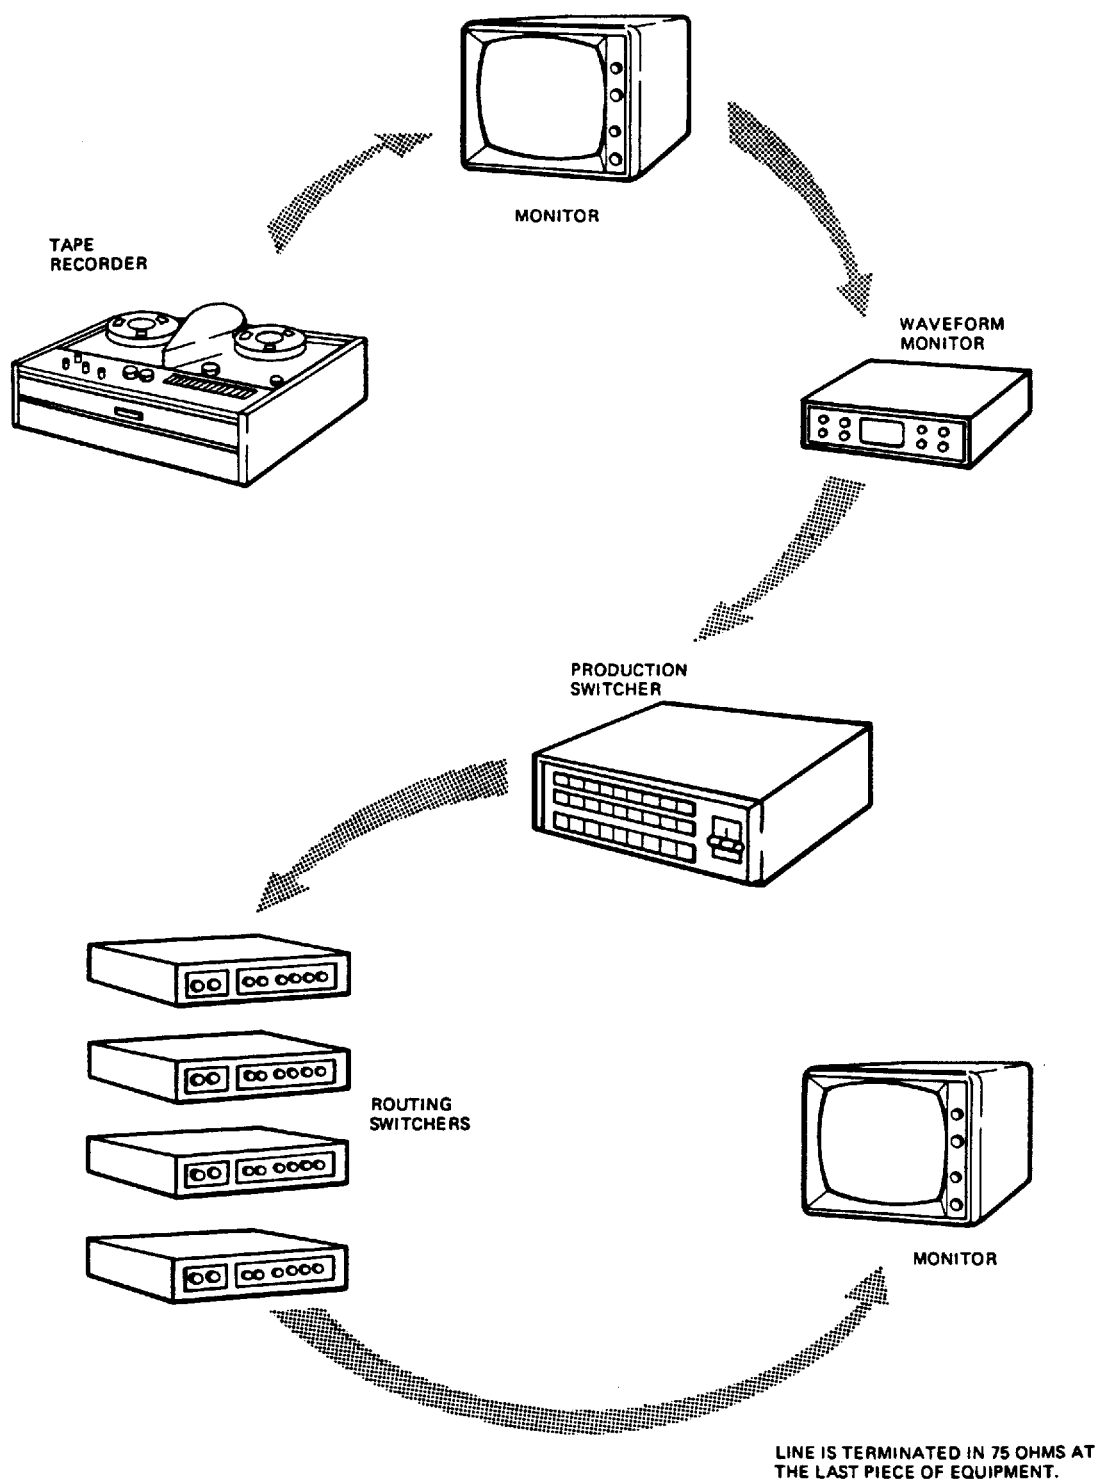 MONITOR
TAPE
RECORDER
WAVEFORM
MONITOR
PRODUCTION
SWITCHER
ROUTING
SWITCHERS
MONITOR
LINE IS TERMINATED IN 75 OHMS AT
THE LAST PIECE OF EQUIPMENT.